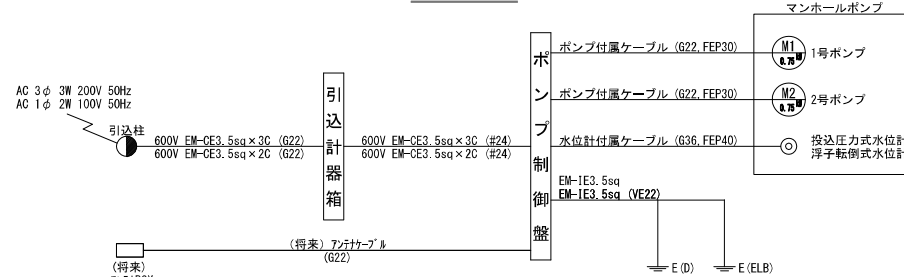 マンホールポンプ
AC 3φ 3W 200V 50Hz
AC 1φ 2W 100V 50Hz
引込柱
600V EM-CE3.5sq×3C (G22)
600V EM-CE3.5sq×2C (G22)
引込計器箱
600V EM-CE3.5sq×3C (#24)
600V EM-CE3.5sq×2C (#24)
ポンプ制御盤
ポンプ付属ケーブル (G22,FEP30)
M1
0.75
1号ポンプ
ポンプ付属ケーブル (G22,FEP30)
M2
0.75
2号ポンプ
水位計付属ケーブル (G36,FEP40)
投込圧力式水位計
浮子転倒式水位計
EM-IE3.5sq
EM-IE3.5sq (VE22)
E(D)
E(ELB)
(将来) アンテナケーブル
(G22)
(将来)